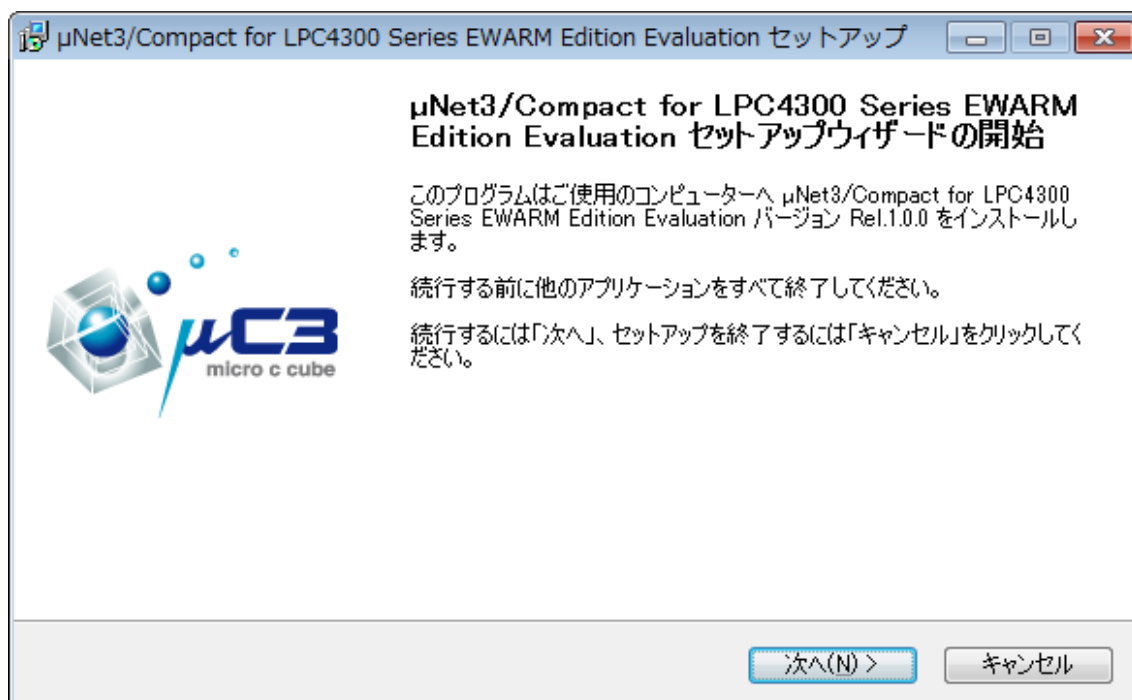 µNet3/Compact for LPC4300 Series EWARM Edition Evaluation セットアップ
µNet3/Compact for LPC4300 Series EWARM
Edition Evaluation セットアップウィザードの開始
このプログラムはご使用のコンピューターへ µNet3/Compact for LPC4300
Series EWARM Edition Evaluation バージョン Rel.1.0.0 をインストールし
ます。
続行する前に他のアプリケーションをすべて終了してください。
続行するには「次へ」、セットアップを終了するには「キャンセル」をクリックしてく
ださい。
µC3
micro c cube
次へ(N) >
キャンセル